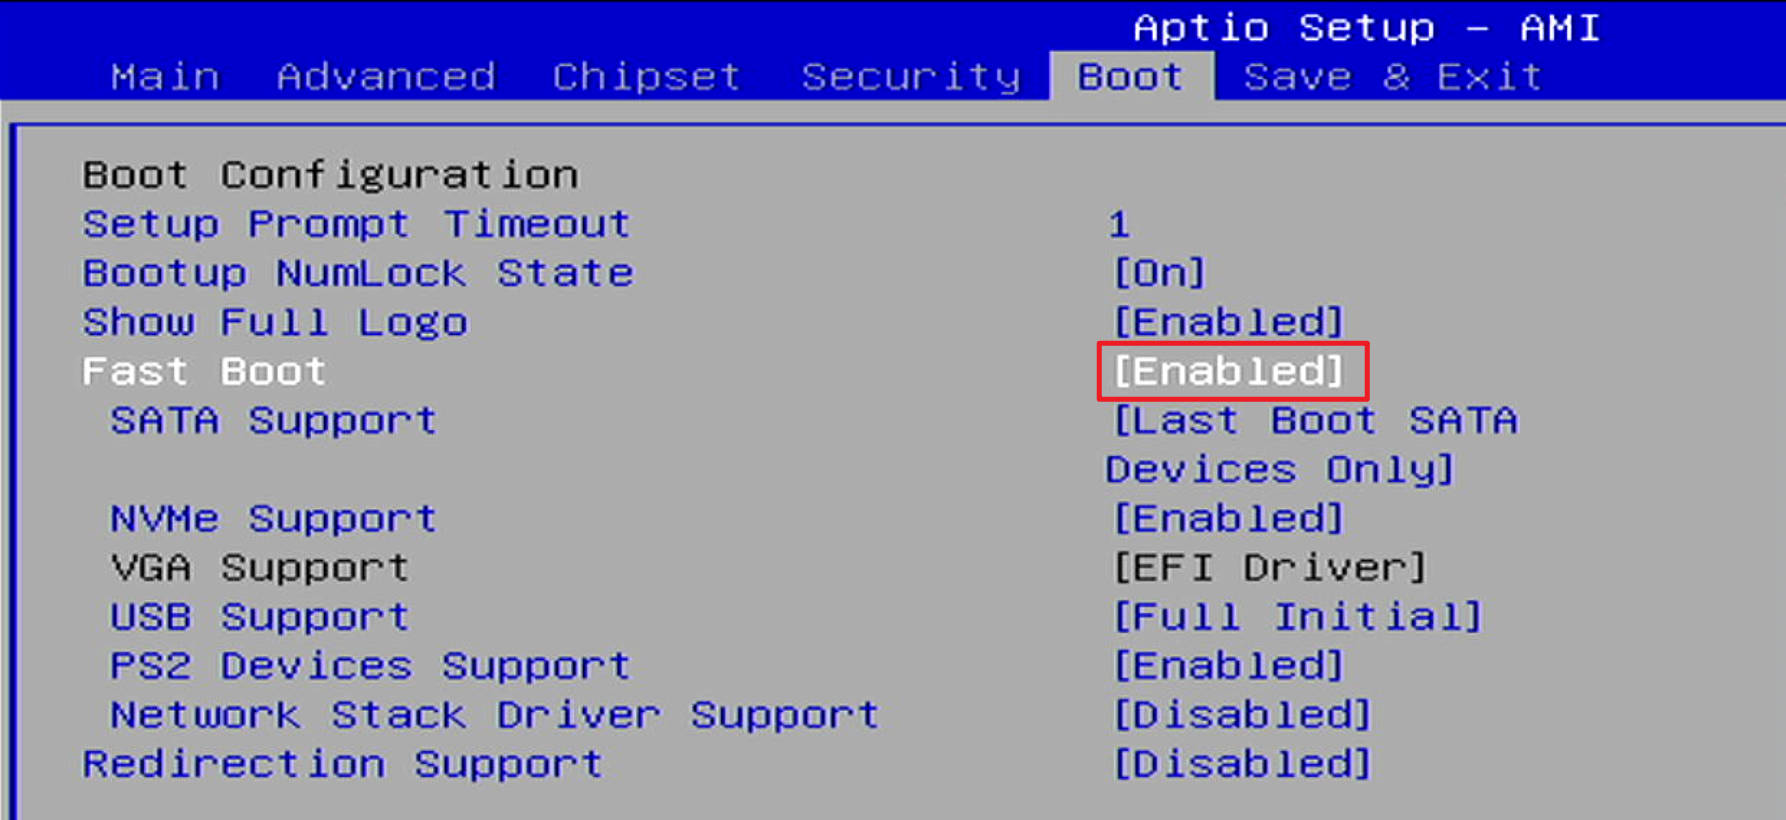 Aptio Setup – AMI
Main Advanced Chipset Security Boot Save & Exit
Boot Configuration
Setup Prompt Timeout 1
Bootup NumLock State [On]
Show Full Logo [Enabled]
Fast Boot [Enabled]
SATA Support [Last Boot SATA
Devices Only]
NVMe Support [Enabled]
VGA Support [EFI Driver]
USB Support [Full Initial]
PS2 Devices Support [Enabled]
Network Stack Driver Support [Disabled]
Redirection Support [Disabled]